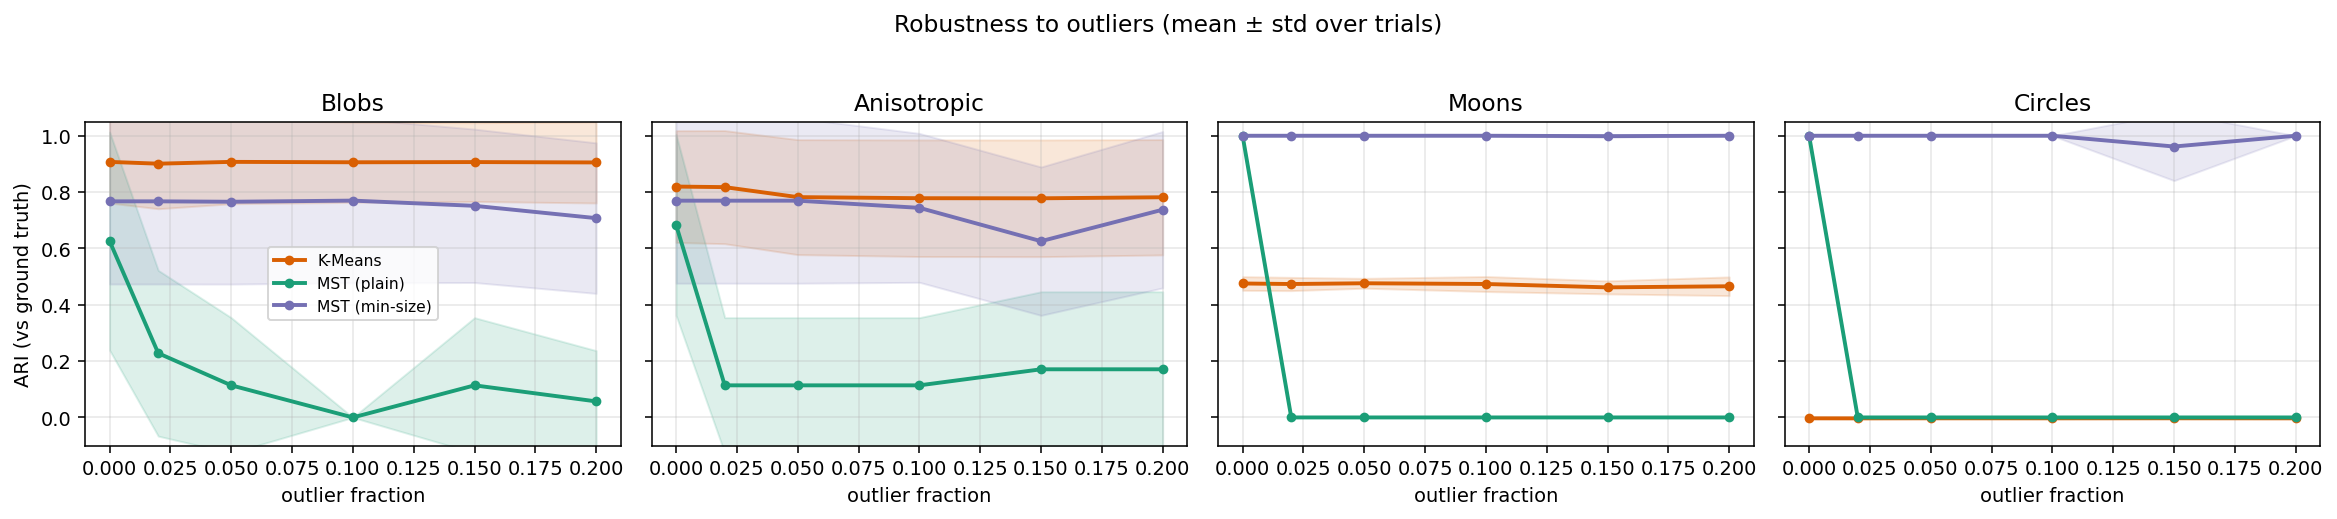 Robustness to outliers (mean ± std over trials)
Blobs
Anisotropic
Moons
Circles
ARI (vs ground truth)
1.0
0.8
0.6
0.4
0.2
0.0
K-Means
MST (plain)
MST (min-size)
0.000 0.025 0.050 0.075 0.100 0.125 0.150 0.175 0.200
0.000 0.025 0.050 0.075 0.100 0.125 0.150 0.175 0.200
0.000 0.025 0.050 0.075 0.100 0.125 0.150 0.175 0.200
0.000 0.025 0.050 0.075 0.100 0.125 0.150 0.175 0.200
outlier fraction
outlier fraction
outlier fraction
outlier fraction